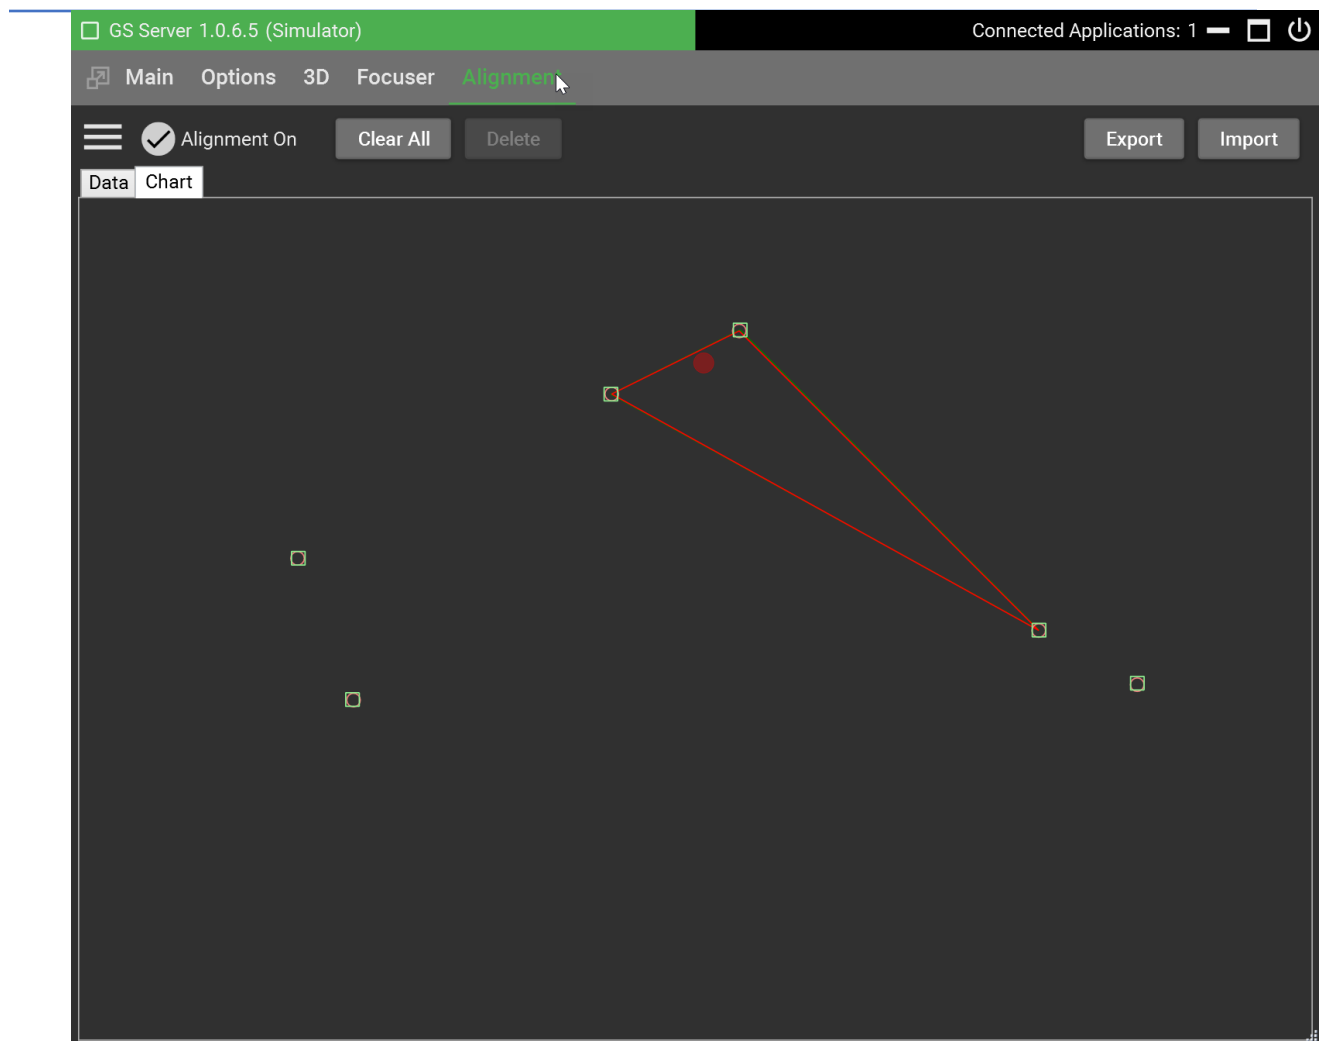 GS Server 1.0.6.5 (Simulator) Connected Applications: 1
Main Options 3D Focuser Alignment
Alignment On Clear All Delete Export Import
Data Chart